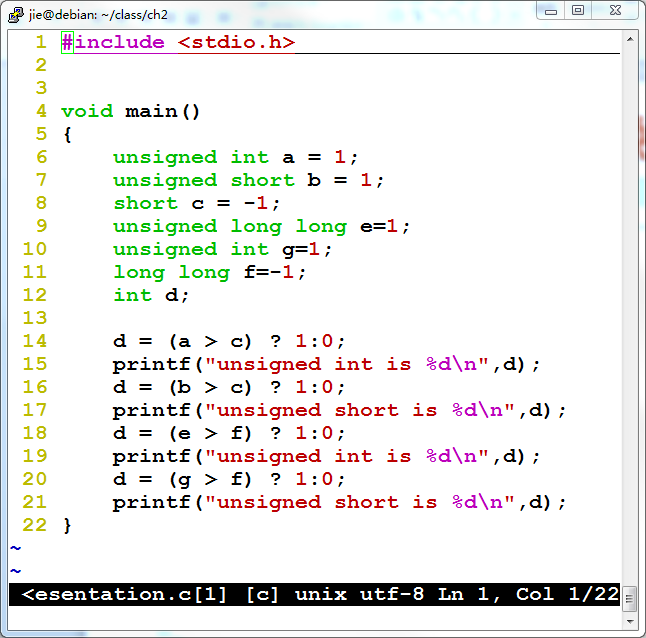 jie@debian: ~/class/ch2
1 #include <stdio.h>
2
3
4 void main()
5 {
6     unsigned int a = 1;
7     unsigned short b = 1;
8     short c = -1;
9     unsigned long long e=1;
10     unsigned int g=1;
11     long long f=-1;
12     int d;
13
14     d = (a > c) ? 1:0;
15     printf("unsigned int is %d\n",d);
16     d = (b > c) ? 1:0;
17     printf("unsigned short is %d\n",d);
18     d = (e > f) ? 1:0;
19     printf("unsigned int is %d\n",d);
20     d = (g > f) ? 1:0;
21     printf("unsigned short is %d\n",d);
22 }
~
~
<esentation.c[1] [c] unix utf-8 Ln 1, Col 1/22